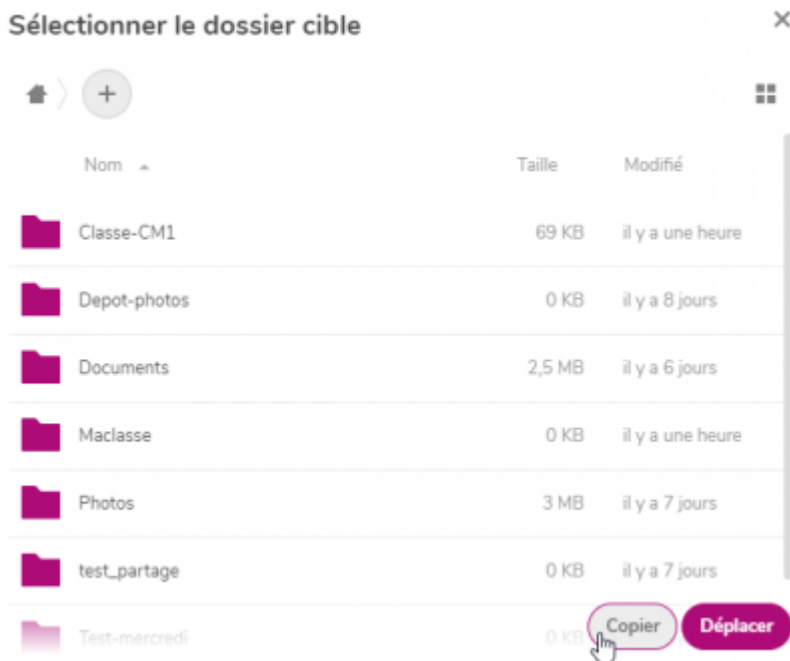 Sélectionner le dossier cible
Nom Taille Modifié
Classe-CM1 69 KB il y a une heure
Depot-photos 0 KB il y a 8 jours
Documents 2,5 MB il y a 6 jours
Maclasse 0 KB il y a une heure
Photos 3 MB il y a 7 jours
test_partage 0 KB il y a 7 jours
Test-mercredi 0 KB
Copier Déplacer